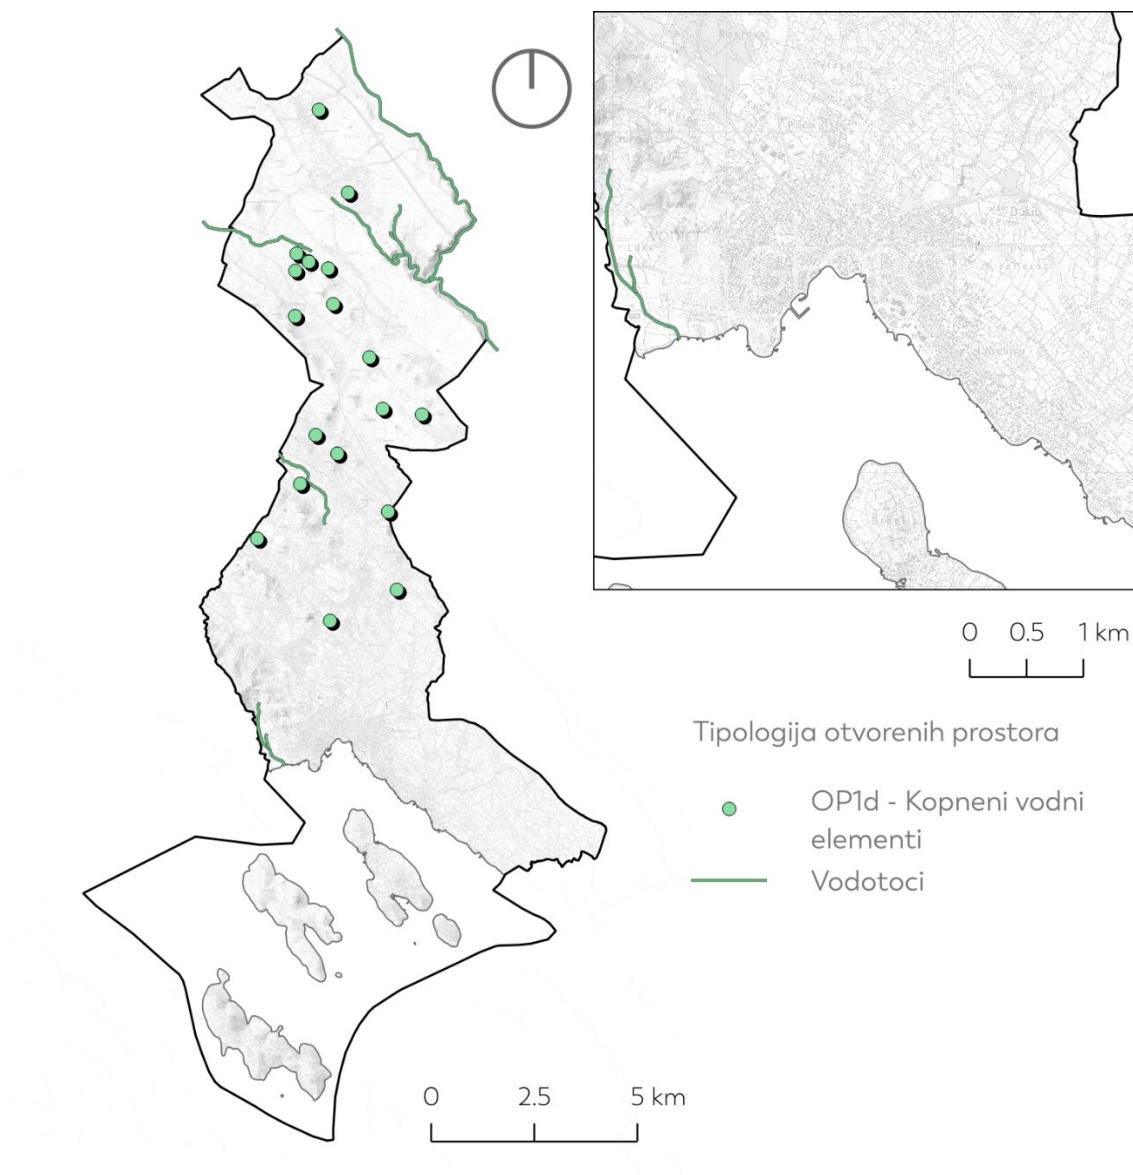 0 0.5 1 km
Tipologija otvorenih prostora
OP1d - Kopneni vodni
elementi
Vodotoci
0 2.5 5 km